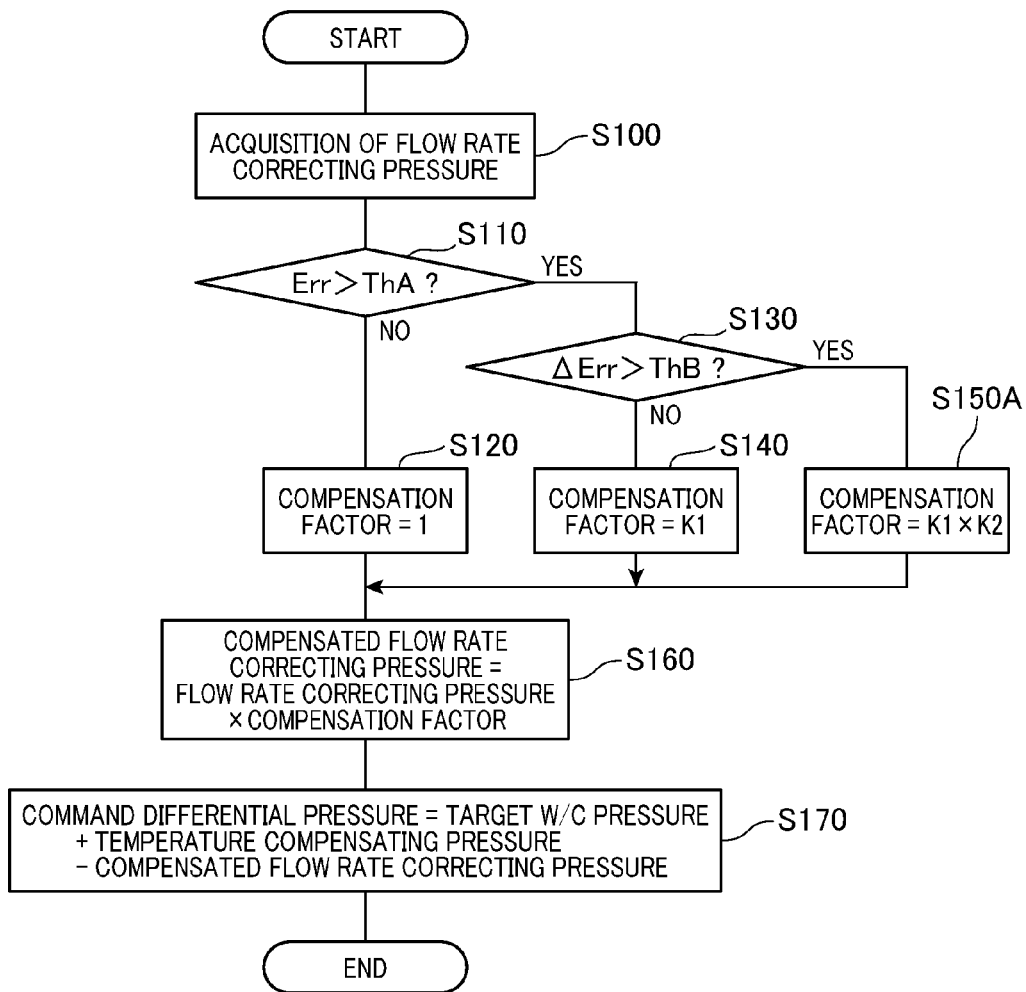 START
ACQUISITION OF FLOW RATE
CORRECTING PRESSURE
S100
S110
Err>ThA ?
YES
NO
S130
ΔErr>ThB ?
YES
NO
S150A
S120
S140
COMPENSATION
FACTOR = 1
COMPENSATION
FACTOR = K1
COMPENSATION
FACTOR = K1 × K2
COMPENSATED FLOW RATE
CORRECTING PRESSURE =
FLOW RATE CORRECTING PRESSURE
× COMPENSATION FACTOR
S160
COMMAND DIFFERENTIAL PRESSURE = TARGET W/C PRESSURE
+ TEMPERATURE COMPENSATING PRESSURE
- COMPENSATED FLOW RATE CORRECTING PRESSURE
S170
END